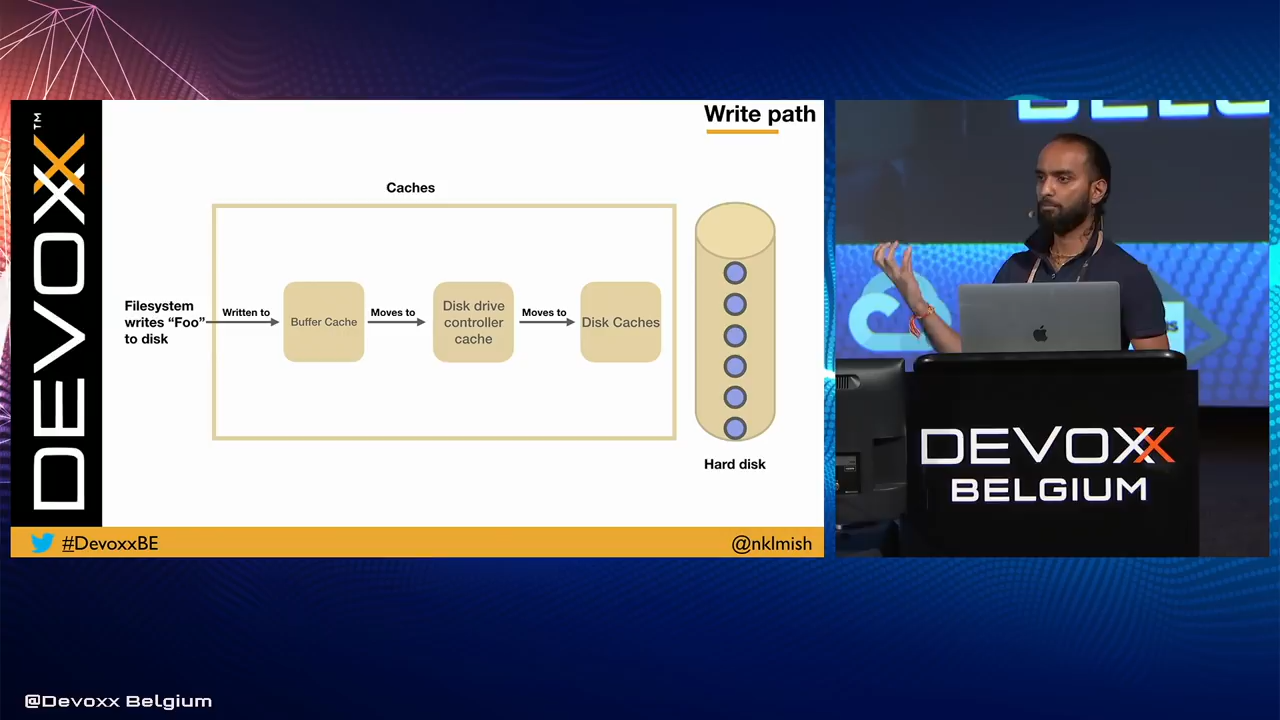 DEVOXX™
Write path
Caches
Filesystem
writes “Foo”
to disk
Written to
Buffer Cache
Moves to
Disk drive
controller
cache
Moves to
Disk Caches
Hard disk
#DevoxxBE
@nklmish
DEVOXX
BELGIUM
@Devoxx Belgium